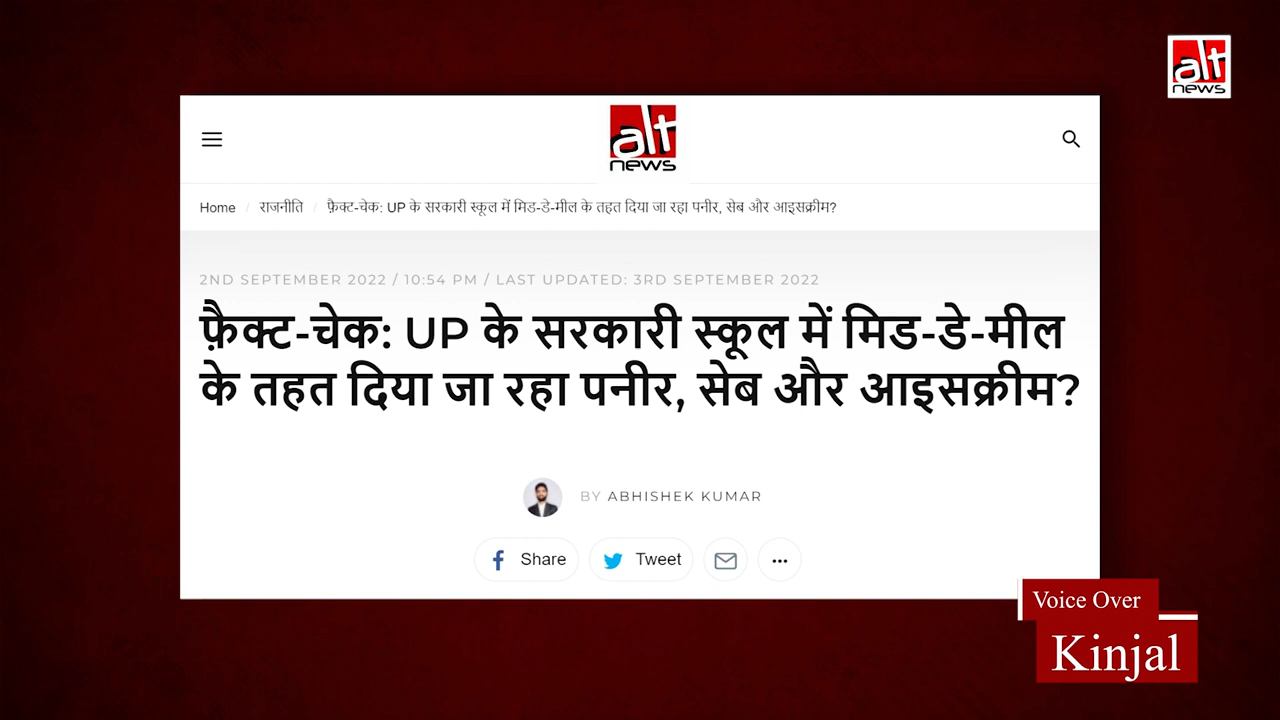 alt
news
alt
news
Home / राजनीति / फ़ैक्ट-चेक: UP के सरकारी स्कूल में मिड-डे-मील के तहत दिया जा रहा पनीर, सेब और आइसक्रीम?
2ND SEPTEMBER 2022 / 10:54 PM / LAST UPDATED: 3RD SEPTEMBER 2022
फ़ैक्ट-चेक: UP के सरकारी स्कूल में मिड-डे-मील
के तहत दिया जा रहा पनीर, सेब और आइसक्रीम?
BY ABHISHEK KUMAR
Share Tweet
Voice Over
Kinjal